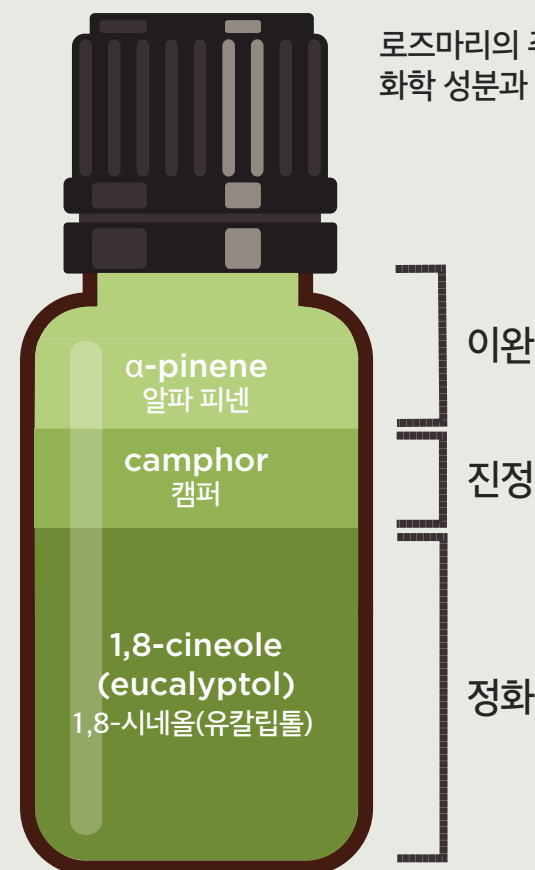 로즈마리의
화학 성분과
α-pinene
알파 피넨
이완
camphor
캠퍼
진정
1,8-cineole
(eucalyptol)
1,8-시네올(유칼립톨)
정화